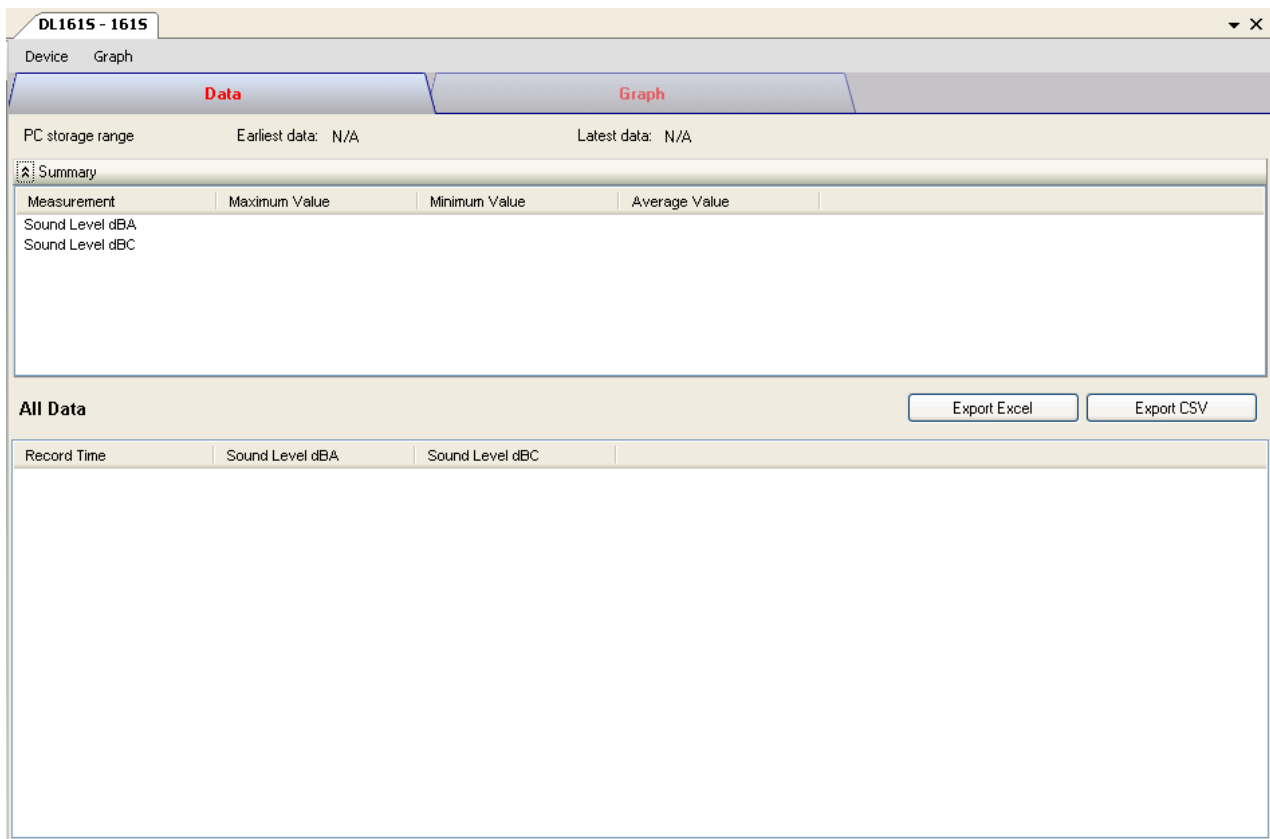 DL161S - 161S
Device Graph
Data Graph
PC storage range Earliest data: N/A Latest data: N/A
Summary
Measurement Maximum Value Minimum Value Average Value
Sound Level dBA
Sound Level dBC
All Data Export Excel Export CSV
Record Time Sound Level dBA Sound Level dBC